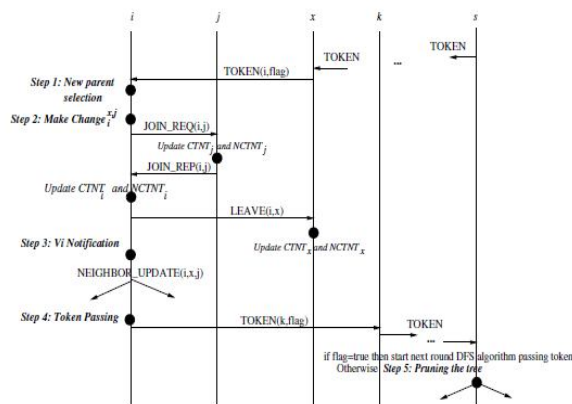 i j x k s
TOKEN
TOKEN
...
TOKEN(i,flag)
Step 1: New parent
selection
Step 2: Make Change i x,j
JOIN_REQ(i,j)
Update CTNT j and NCTNT j
JOIN_REP(i,j)
Update CTNT i and NCTNT i
LEAVE(i,x)
Step 3: Vi Notification
Update CTNT x and NCTNT x
NEIGHBOR_UPDATE(i,x,j)
Step 4: Token Passing
TOKEN(k,flag)
TOKEN
...
if flag=true then start next round DFS algorithm passing token
Otherwise Step 5: Pruning the tree